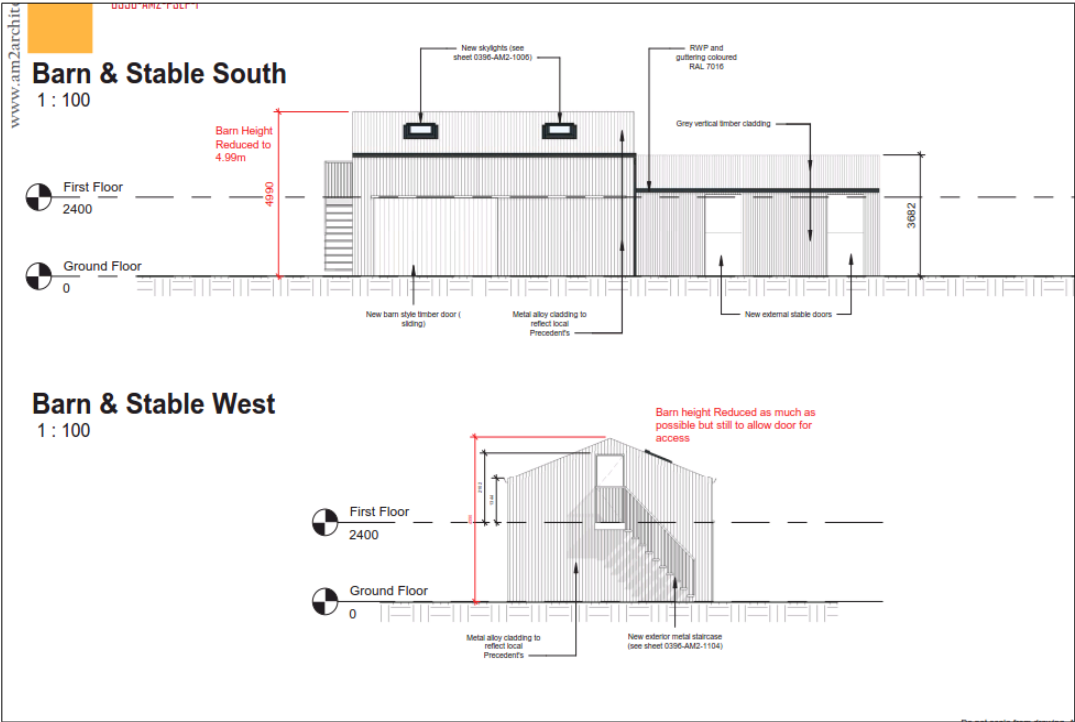 www.am2archite
Barn & Stable South
1 : 100
New skylights (see
sheet 0396-AM2-1006)
RWP and
guttering coloured
RAL 7016
Grey vertical timber cladding
Barn Height
Reduced to
4.99m
4990
3682
First Floor
2400
Ground Floor
0
New barn style timber door (
sliding)
Metal alloy cladding to
reflect local
Precedent's
New external stable doors
Barn & Stable West
1 : 100
Barn height Reduced as much as
possible but still to allow door for
access
First Floor
2400
Ground Floor
0
Metal alloy cladding to
reflect local
Precedent's
New exterior metal staircase
(see sheet 0396-AM2-1104)